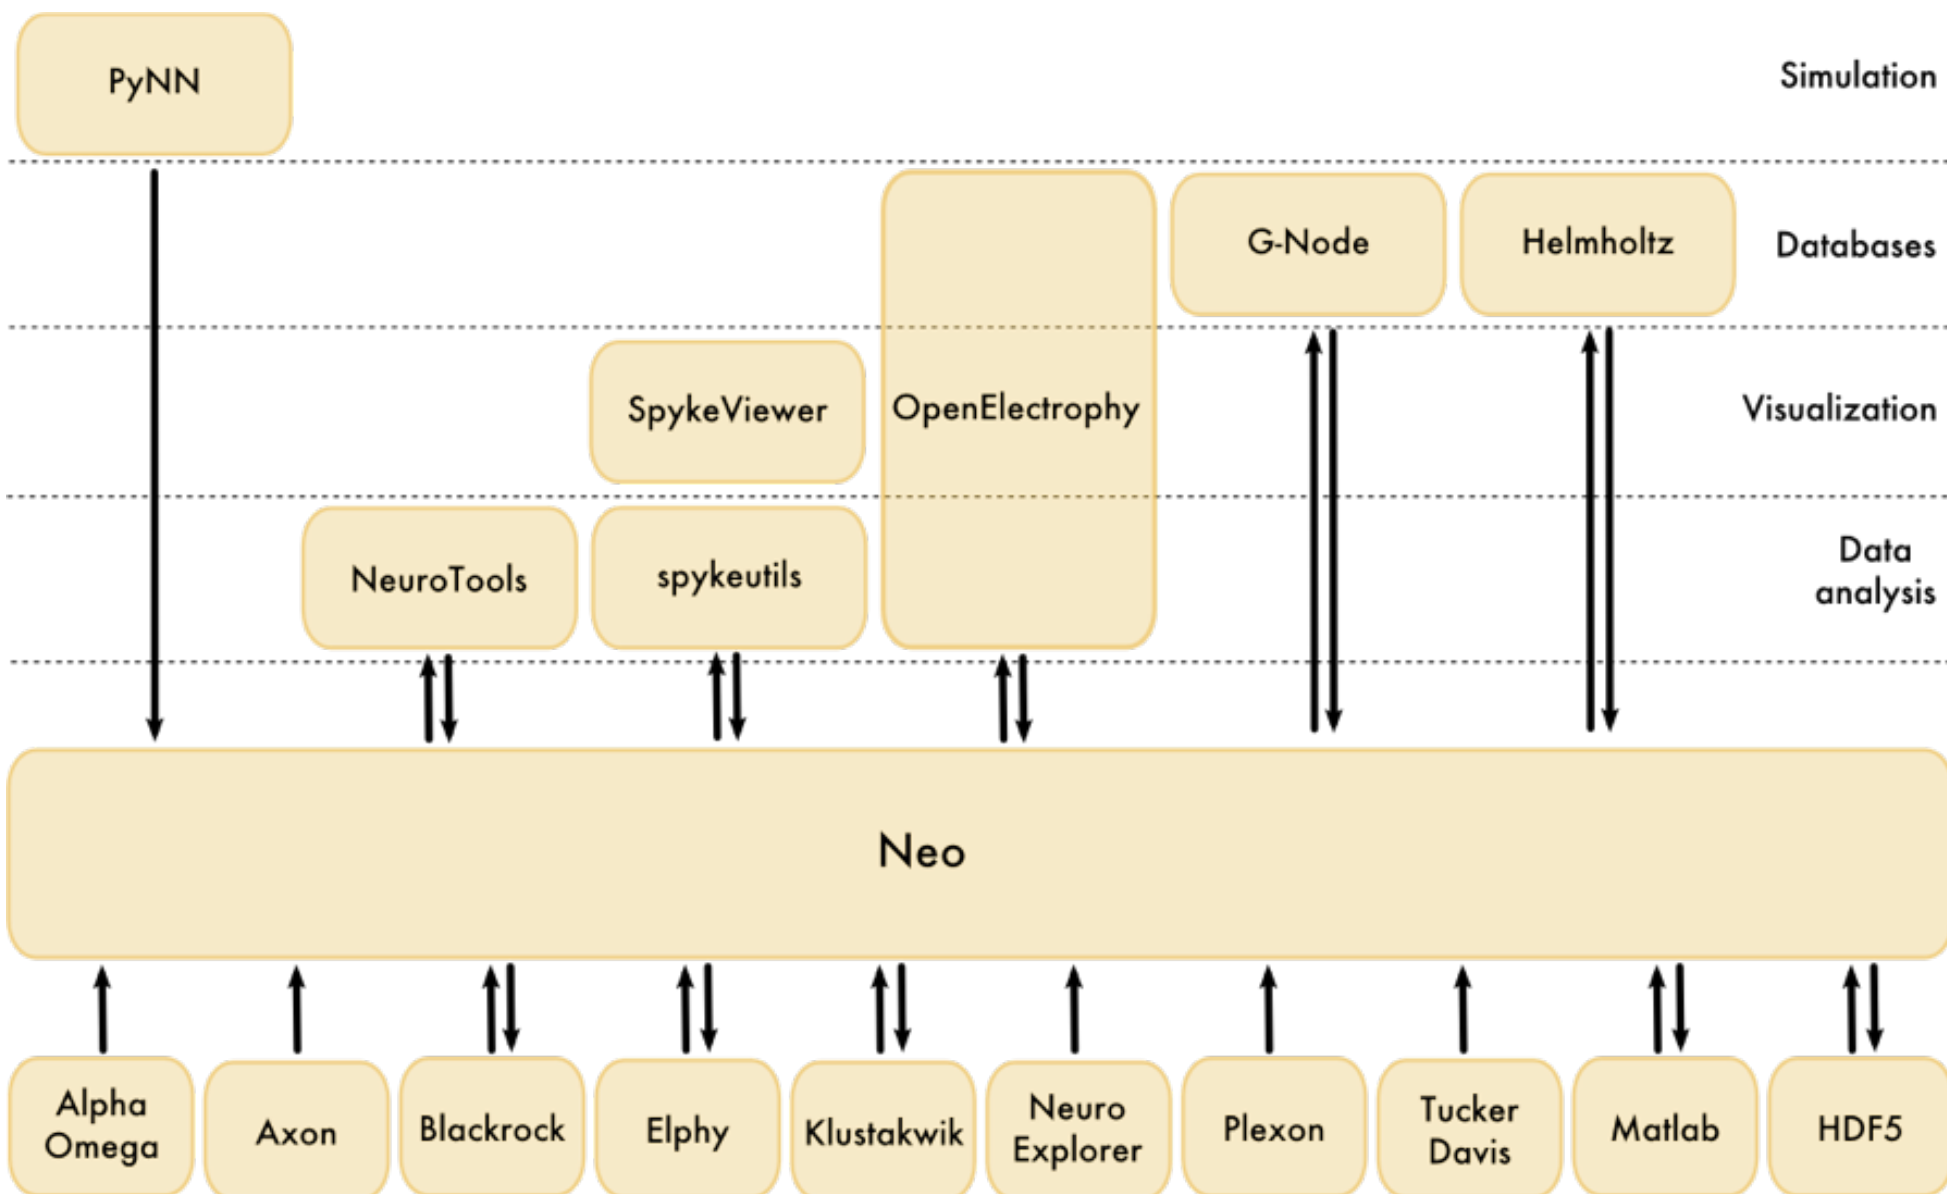 PyNN
Simulation
G-Node
Helmholtz
Databases
SpykeViewer
OpenElectrophy
Visualization
NeuroTools
spykeutils
Data
analysis
Neo
Alpha
Omega
Axon
Blackrock
Elphy
Klustakwik
Neuro
Explorer
Plexon
Tucker
Davis
Matlab
HDF5